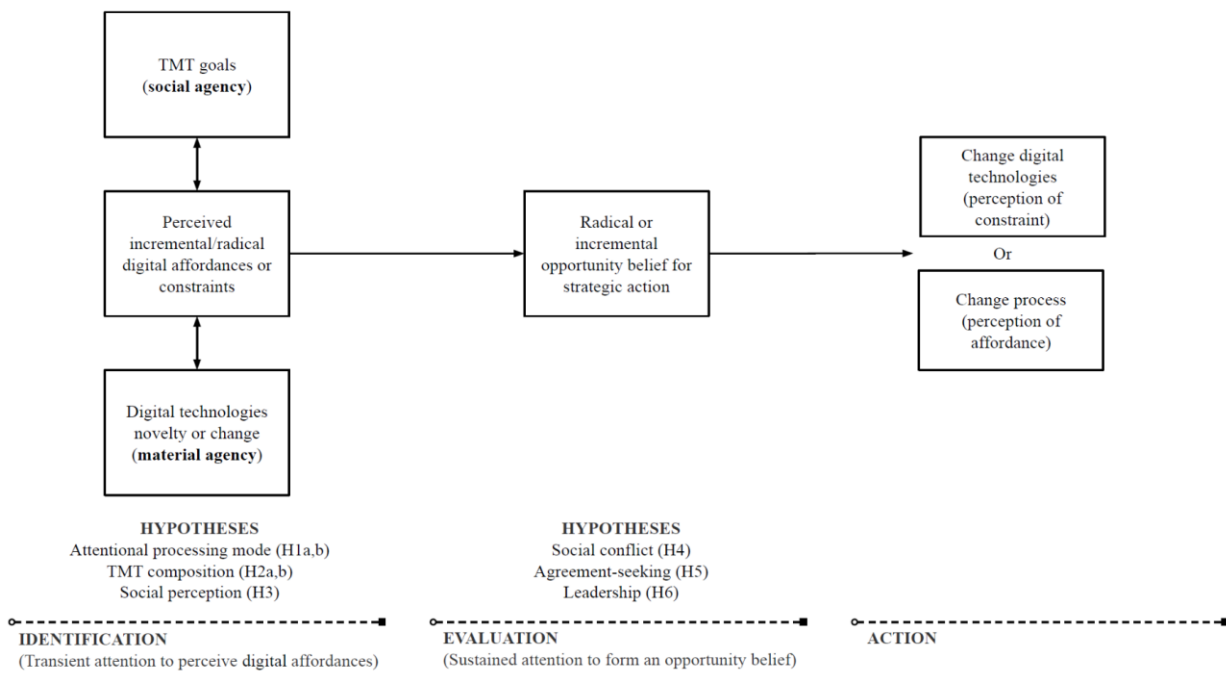 TMT goals
(social agency)
Perceived
incremental/radical
digital affordances or
constraints
Digital technologies
novelty or change
(material agency)
Radical or
incremental
opportunity belief for
strategic action
Change digital
technologies
(perception of
constraint)
Or
Change process
(perception of
affordance)
HYPOTHESES
Attentional processing mode (H1a,b)
TMT composition (H2a,b)
Social perception (H3)
HYPOTHESES
Social conflict (H4)
Agreement-seeking (H5)
Leadership (H6)
IDENTIFICATION
(Transient attention to perceive digital affordances)
EVALUATION
(Sustained attention to form an opportunity belief)
ACTION